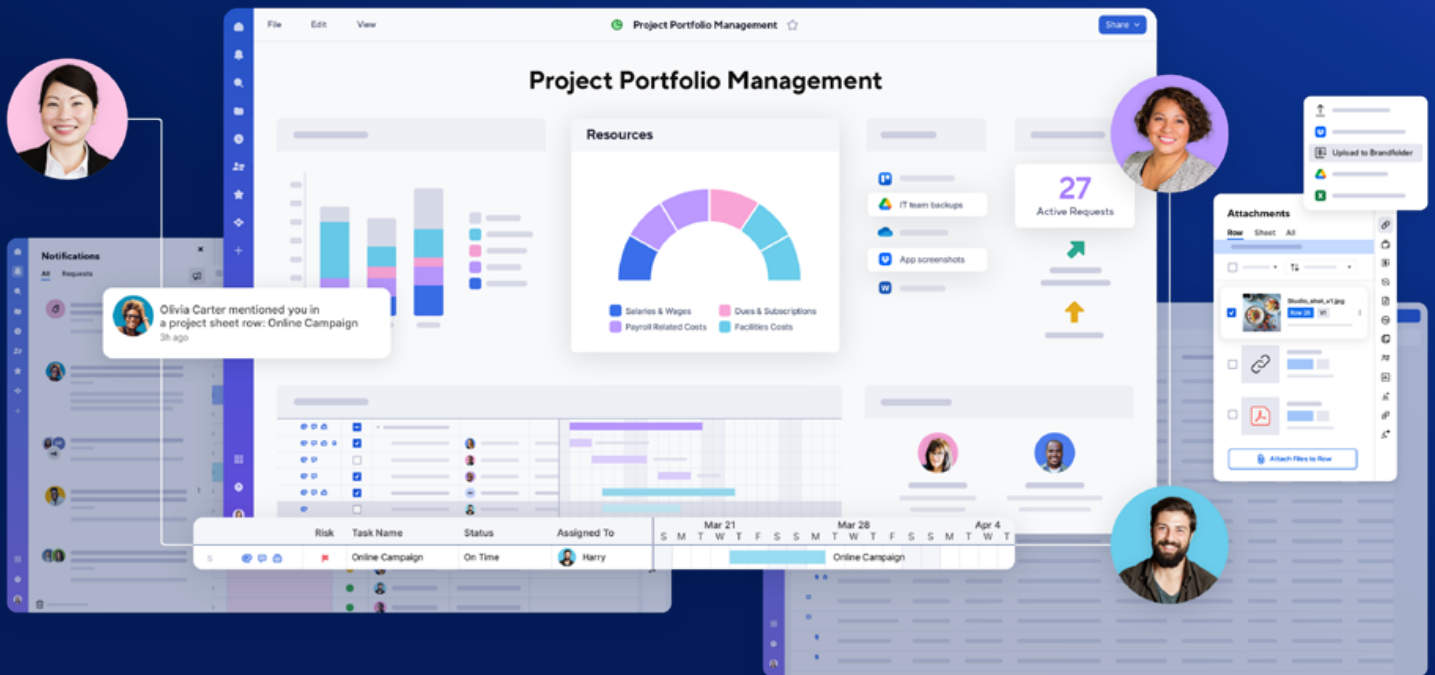 File Edit View
Project Portfolio Management
Share
Project Portfolio Management
Resources
Salaries & Wages
Dues & Subscriptions
Payroll Related Costs
Facilities Costs
IT team backups
App screenshots
27
Active Requests
Upload to Brandfolder
Attachments
Row Sheet All
Studio_shot_v1.jpg
Row 28 V1
Attach Files to Row
Notifications
All Requests
Olivia Carter mentioned you in
a project sheet row: Online Campaign
3h ago
Mar 21 Mar 28 Apr 4
Risk Task Name Status Assigned To S M T W T F S S M T W T F S S M T W T
5 Online Campaign On Time Harry Online Campaign